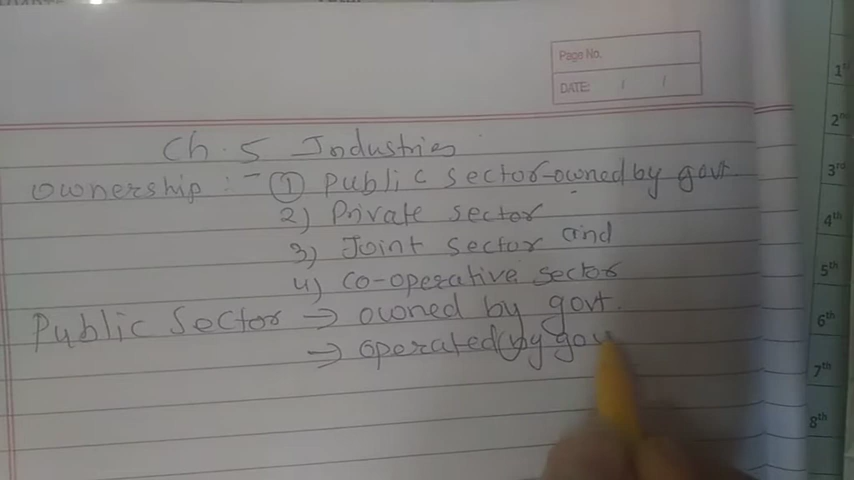 Page No.
DATE: / /
Ch. 5 Industries
Ownership :- ① Public sector-owned by govt.
2) Private sector
3) Joint sector and
4) Co-operative sector
Public Sector → owned by govt.
→ operated by gov
1st
2nd
3rd
4th
5th
6th
7th
8th